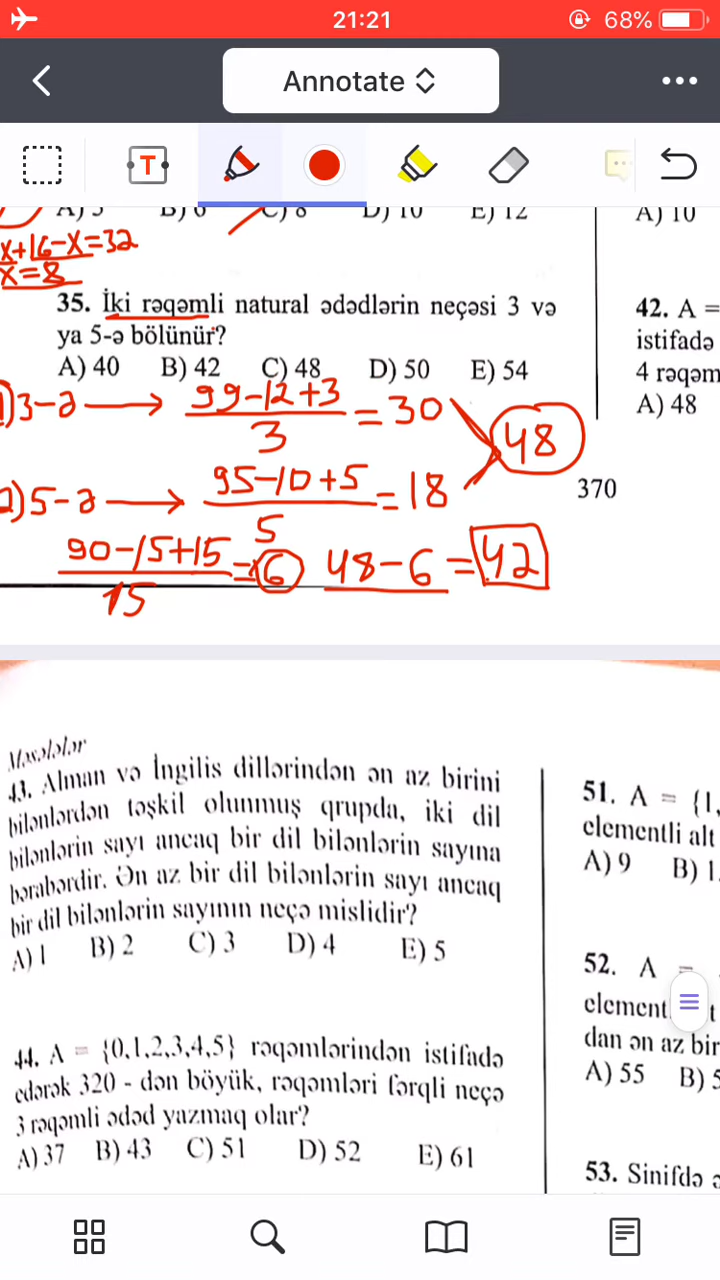 21:21
68%
Annotate
T
A) 5 B) 6 C) 8 D) 10 E) 12
x+16-x=32
x=8
35. İki rəqəmli natural ədədlərin neçəsi 3 və
ya 5-ə bölünür?
A) 40 B) 42 C) 48 D) 50 E) 54
1) 3-ə → 99-12+3 / 3 = 30
48
2) 5-ə → 95-10+5 / 5 = 18
90-15+15 / 15 = 6 48-6 = 42
A) 10
42. A =
istifadə
4 rəqəm
A) 48
370
Məsələlər
43. Alman və İngilis dillərindən ən az birini
bilənlərdən təşkil olunmuş qrupda, iki dil
bilənlərin sayı ancaq bir dil bilənlərin sayına
bərabərdir. Ən az bir dil bilənlərin sayı ancaq
bir dil bilənlərin sayının neçə mislidir?
A) 1 B) 2 C) 3 D) 4 E) 5
44. A = {0,1,2,3,4,5} rəqəmlərindən istifadə
edərək 320 - dən böyük, rəqəmləri fərqli neçə
3 rəqəmli ədəd yazmaq olar?
A) 37 B) 43 C) 51 D) 52 E) 61
51. A = {1,
elementli alt
A) 9 B) 1
52. A =
element
dan ən az bir
A) 55 B) 5
53. Sinifdə ə